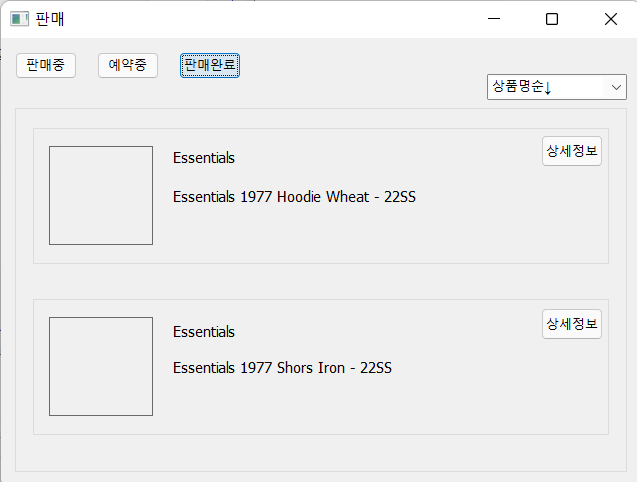 판매
판매중 예약중 판매완료
상품명순↓
Essentials
상세정보
Essentials 1977 Hoodie Wheat - 22SS
Essentials
상세정보
Essentials 1977 Shors Iron - 22SS